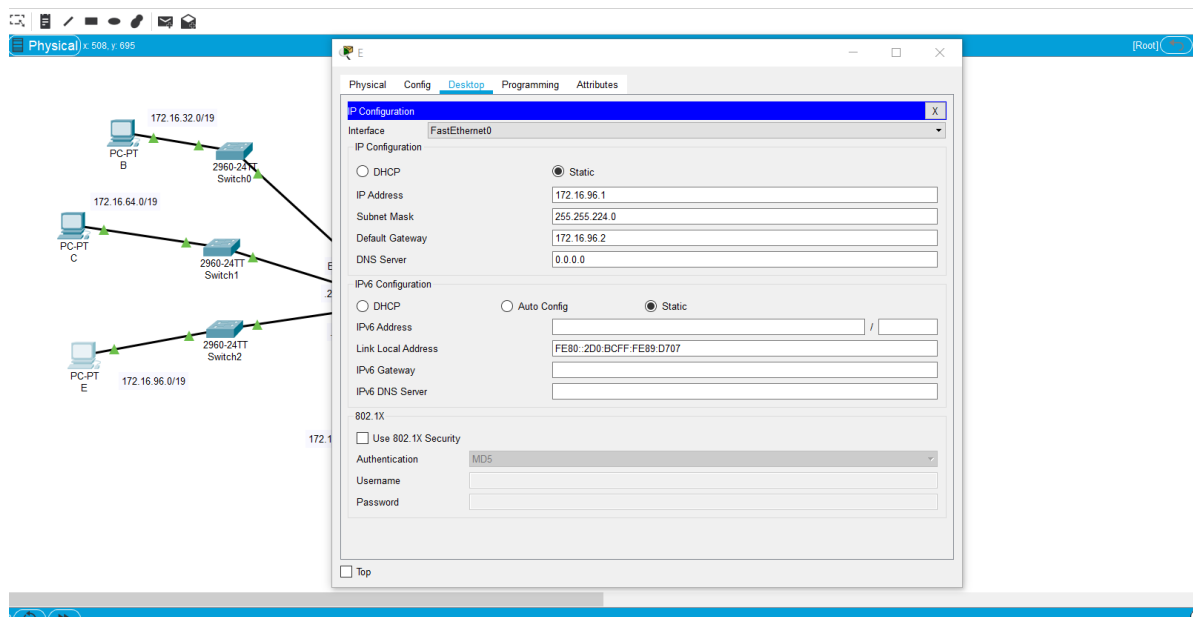 Physical x: 508, y: 695
[Root]
172.16.32.0/19
PC-PT
B
2960-24TT
Switch0
172.16.64.0/19
PC-PT
C
2960-24TT
Switch1
2960-24TT
Switch2
PC-PT
E
172.16.96.0/19
172.1
E
.2
E
Physical Config Desktop Programming Attributes
IP Configuration X
Interface FastEthernet0
IP Configuration
DHCP Static
IP Address 172.16.96.1
Subnet Mask 255.255.224.0
Default Gateway 172.16.96.2
DNS Server 0.0.0.0
IPv6 Configuration
DHCP Auto Config Static
IPv6 Address /
Link Local Address FE80::2D0:BCFF:FE89:D707
IPv6 Gateway
IPv6 DNS Server
802.1X
Use 802.1X Security
Authentication MD5
Username
Password
Top